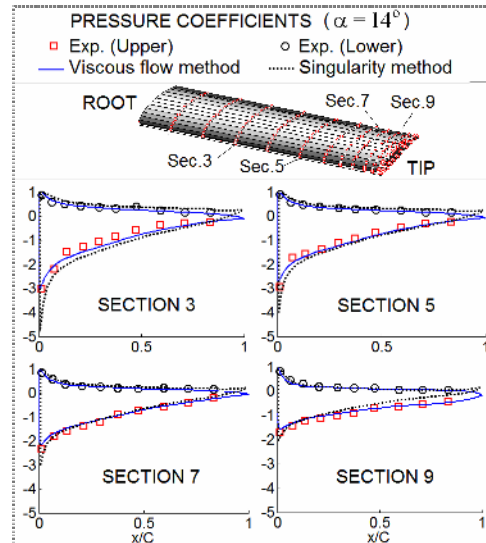 PRESSURE COEFFICIENTS (α = 14°)
Exp. (Upper) Exp. (Lower)
Viscous flow method Singularity method
ROOT
Sec.7
Sec.9
Sec.3
Sec.5
TIP
1
0
-1
-2
-3
-4
-5
SECTION 3
0 0.5 1
1
0
-1
-2
-3
-4
-5
SECTION 5
0 0.5 1
1
0
-1
-2
-3
-4
-5
SECTION 7
0 0.5 1
x/C
1
0
-1
-2
-3
-4
-5
SECTION 9
0 0.5 1
x/C